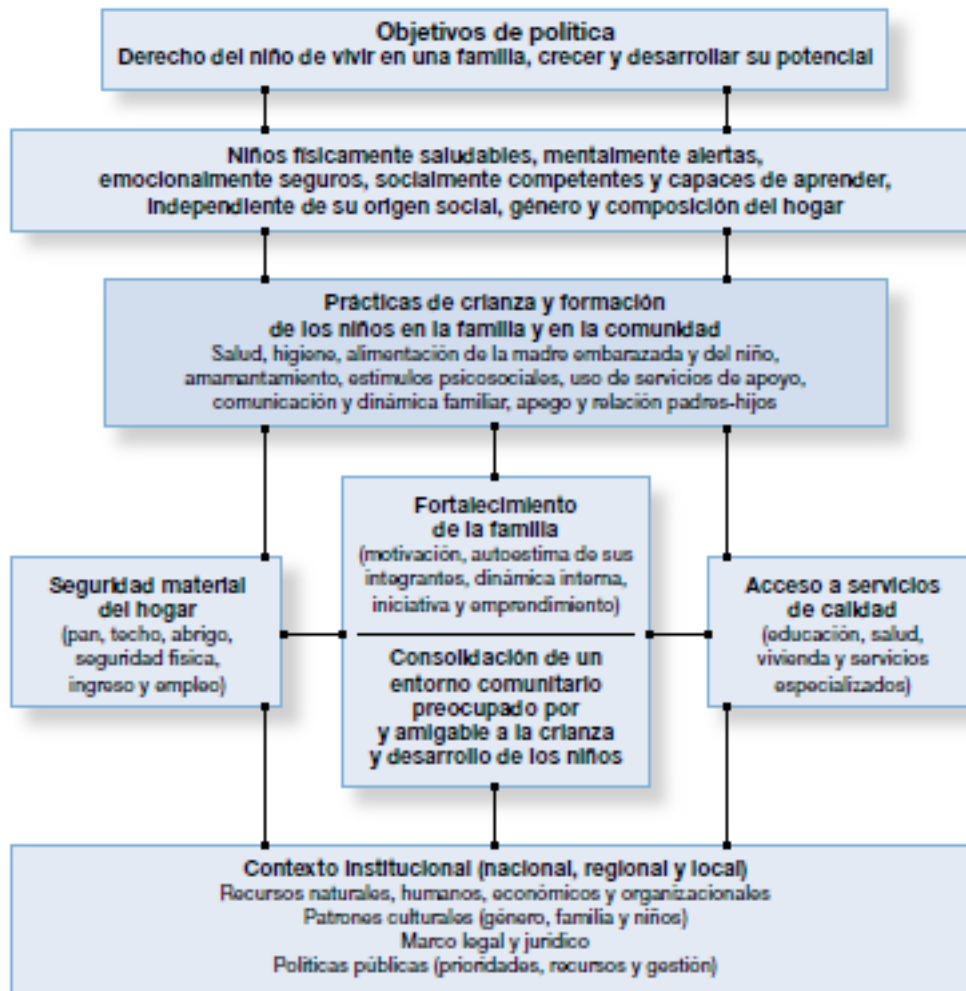 Objetivos de política
Derecho del niño de vivir en una familia, crecer y desarrollar su potencial
Niños físicamente saludables, mentalmente alertas,
emocionalmente seguros, socialmente competentes y capaces de aprender,
independiente de su origen social, género y composición del hogar
Prácticas de crianza y formación
de los niños en la familia y en la comunidad
Salud, higiene, alimentación de la madre embarazada y del niño,
amamantamiento, estímulos psicosociales, uso de servicios de apoyo,
comunicación y dinámica familiar, apego y relación padres-hijos
Seguridad material
del hogar
(pan, techo, abrigo,
seguridad física,
ingreso y empleo)
Fortalecimiento
de la familia
(motivación, autoestima de sus
integrantes, dinámica interna,
iniciativa y emprendimiento)
Consolidación de un
entorno comunitario
preocupado por
y amigable a la crianza
y desarrollo de los niños
Acceso a servicios
de calidad
(educación, salud,
vivienda y servicios
especializados)
Contexto institucional (nacional, regional y local)
Recursos naturales, humanos, económicos y organizacionales
Patrones culturales (género, familia y niños)
Marco legal y jurídico
Políticas públicas (prioridades, recursos y gestión)